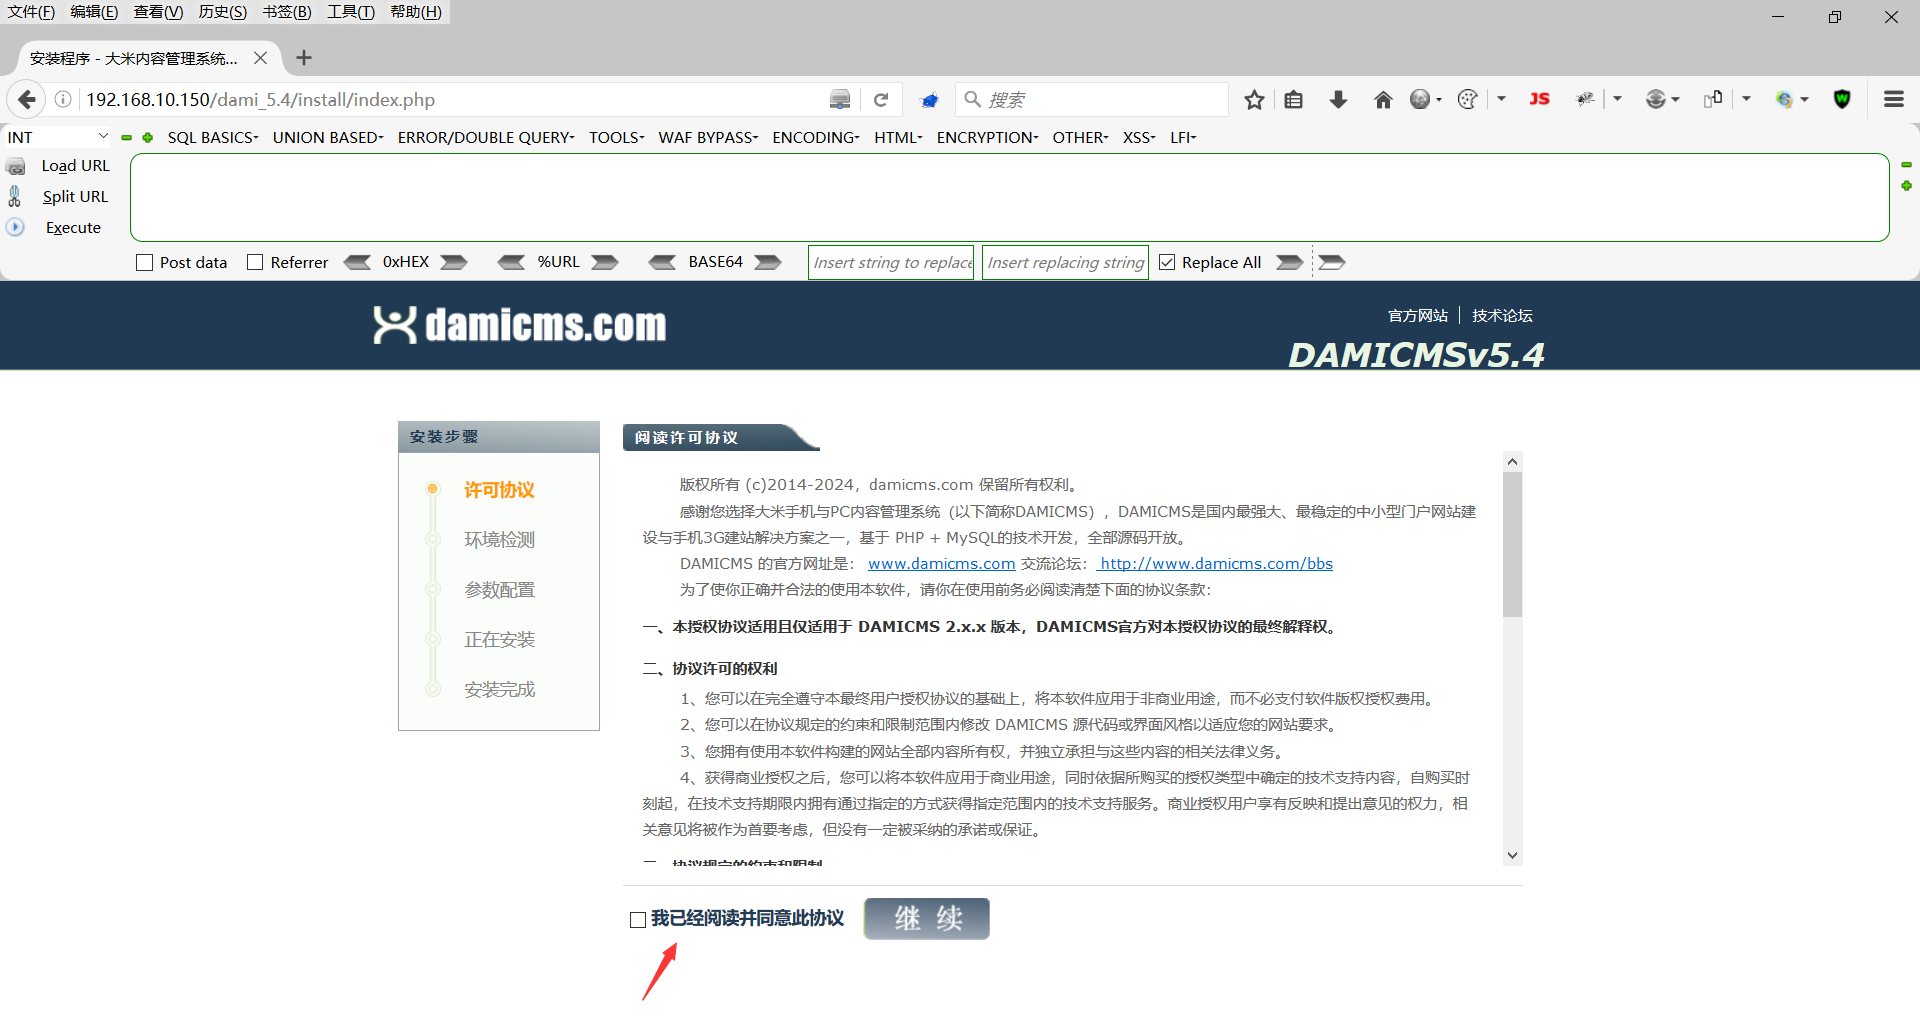 文件(F) 编辑(E) 查看(V) 历史(S) 书签(B) 工具(T) 帮助(H)
安装程序 - 大米内容管理系统...
192.168.10.150/dami_5.4/install/index.php
搜索
JS
W
INT
SQL BASICS UNION BASED ERROR/DOUBLE QUERY TOOLS WAF BYPASS ENCODING HTML ENCRYPTION OTHER XSS LFI
Load URL
Split URL
Execute
Post data Referrer 0xHEX %URL BASE64 Insert string to replace Insert replacing string Replace All
damicms.com
官方网站 技术论坛
DAMICMSv5.4
安装步骤
许可协议
环境检测
参数配置
正在安装
安装完成
阅读许可协议
版权所有 (c)2014-2024，damicms.com 保留所有权利。
感谢您选择大米手机与PC内容管理系统（以下简称DAMICMS），DAMICMS是国内最强大、最稳定的中小型门户网站建
设与手机3G建站解决方案之一，基于 PHP + MySQL的技术开发，全部源码开放。
DAMICMS 的官方网址是： www.damicms.com 交流论坛： http://www.damicms.com/bbs
为了使你正确并合法的使用本软件，请你在使用前务必阅读清楚下面的协议条款：
一、本授权协议适用且仅适用于 DAMICMS 2.x.x 版本，DAMICMS官方对本授权协议的最终解释权。
二、协议许可的权利
1、您可以在完全遵守本最终用户授权协议的基础上，将本软件应用于非商业用途，而不必支付软件版权授权费用。
2、您可以在协议规定的约束和限制范围内修改 DAMICMS 源代码或界面风格以适应您的网站要求。
3、您拥有使用本软件构建的网站全部内容所有权，并独立承担与这些内容的相关法律义务。
4、获得商业授权之后，您可以将本软件应用于商业用途，同时依据所购买的授权类型中确定的技术支持内容，自购买时
刻起，在技术支持期限内拥有通过指定的方式获得指定范围内的技术支持服务。商业授权用户享有反映和提出意见的权力，相
关意见将被作为首要考虑，但没有一定被采纳的承诺或保证。
三、协议规定的约束和限制
我已经阅读并同意此协议
继 续